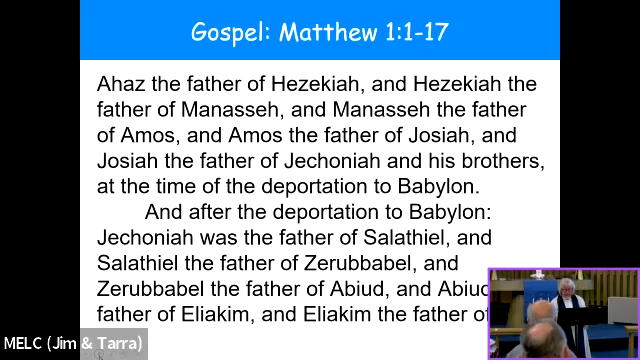 Gospel: Matthew 1:1-17
Ahaz the father of Hezekiah, and Hezekiah the
father of Manasseh, and Manasseh the father
of Amos, and Amos the father of Josiah, and
Josiah the father of Jechoniah and his brothers,
at the time of the deportation to Babylon.
And after the deportation to Babylon:
Jechoniah was the father of Salathiel, and
Salathiel the father of Zerubbabel, and
Zerubbabel the father of Abiud, and Abiud
father of Eliakim, and Eliakim the father of
MELC (Jim & Tarra)